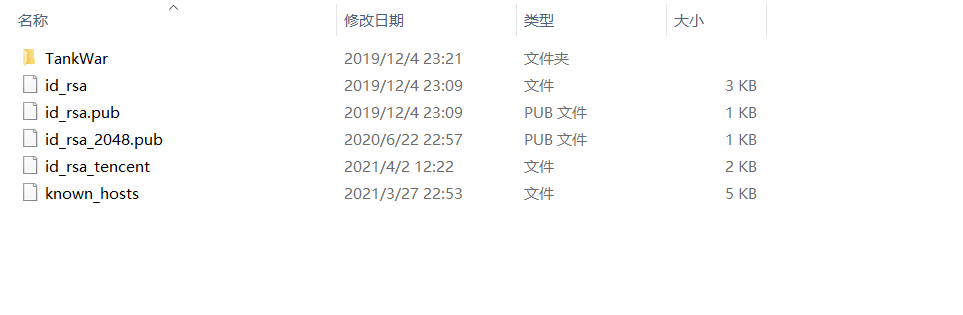 名称 修改日期 类型 大小
TankWar 2019/12/4 23:21 文件夹
id_rsa 2019/12/4 23:09 文件 3 KB
id_rsa.pub 2019/12/4 23:09 PUB 文件 1 KB
id_rsa_2048.pub 2020/6/22 22:57 PUB 文件 1 KB
id_rsa_tencent 2021/4/2 12:22 文件 2 KB
known_hosts 2021/3/27 22:53 文件 5 KB